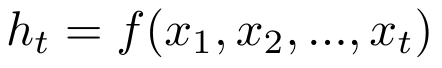 h_t = f(x_1, x_2, ..., x_t)